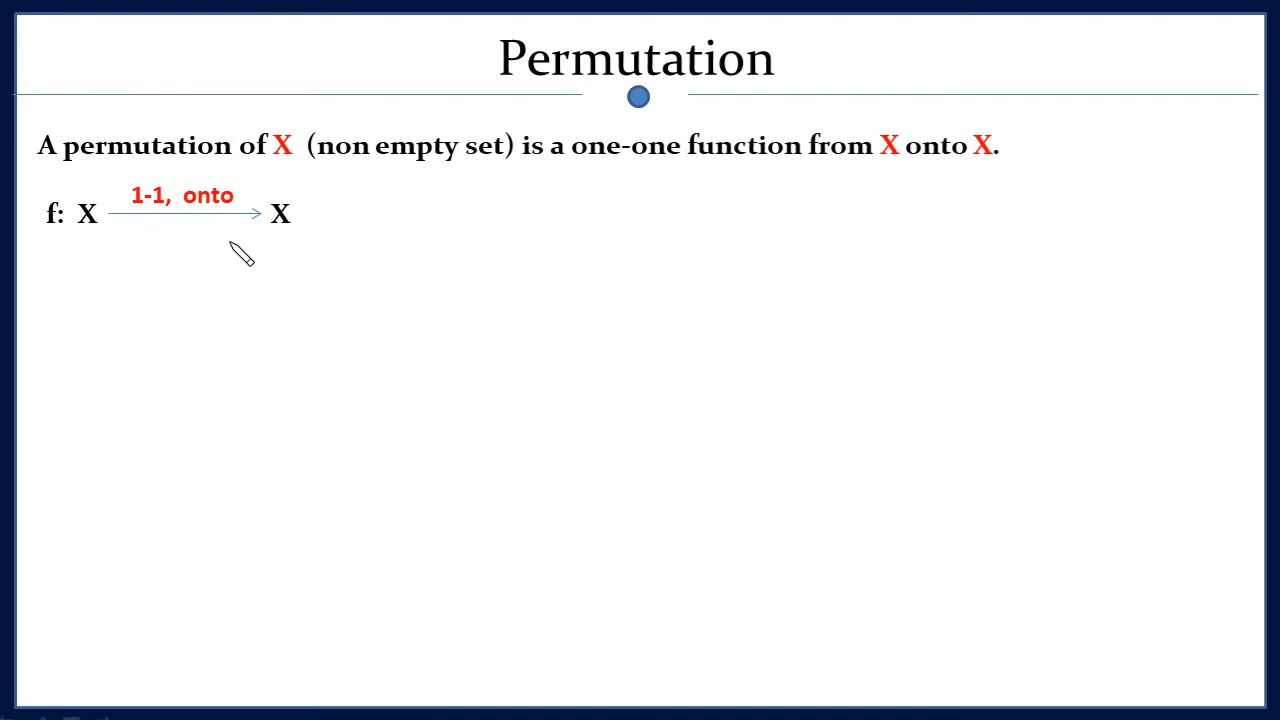 Permutation
A permutation of X (non empty set) is a one-one function from X onto X.
1-1, onto
f: X X